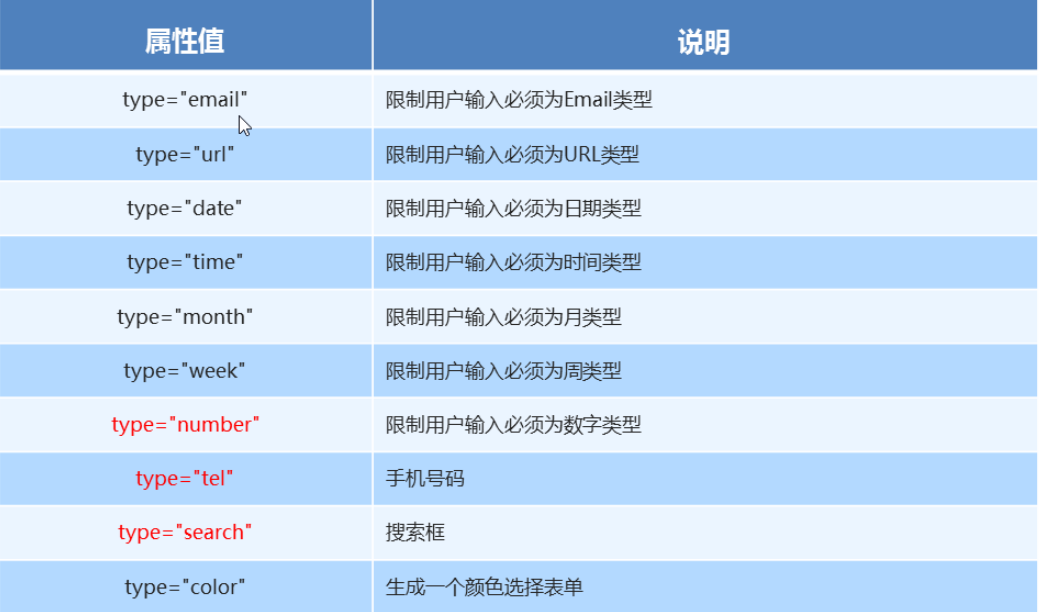 属性值 说明
type="email" 限制用户输入必须为Email类型
type="url" 限制用户输入必须为URL类型
type="date" 限制用户输入必须为日期类型
type="time" 限制用户输入必须为时间类型
type="month" 限制用户输入必须为月类型
type="week" 限制用户输入必须为周类型
type="number" 限制用户输入必须为数字类型
type="tel" 手机号码
type="search" 搜索框
type="color" 生成一个颜色选择表单